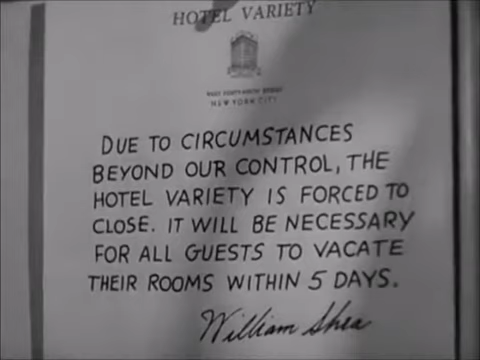 HOTEL VARIETY
NEW YORK CITY
DUE TO CIRCUMSTANCES
BEYOND OUR CONTROL, THE
HOTEL VARIETY IS FORCED TO
CLOSE. IT WILL BE NECESSARY
FOR ALL GUESTS TO VACATE
THEIR ROOMS WITHIN 5 DAYS.
William Shea